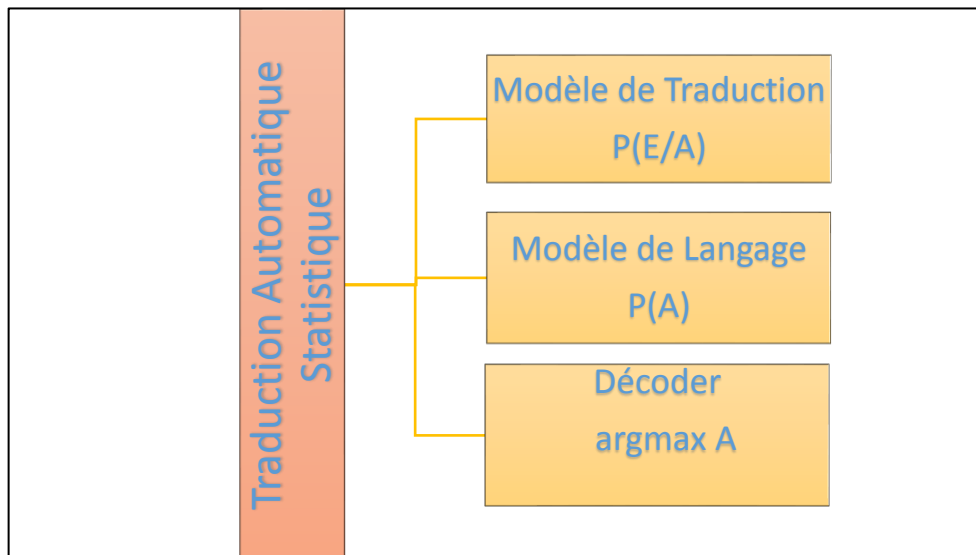 Traduction Automatique
Statistique
Modèle de Traduction
P(E/A)
Modèle de Langage
P(A)
Décoder
argmax A